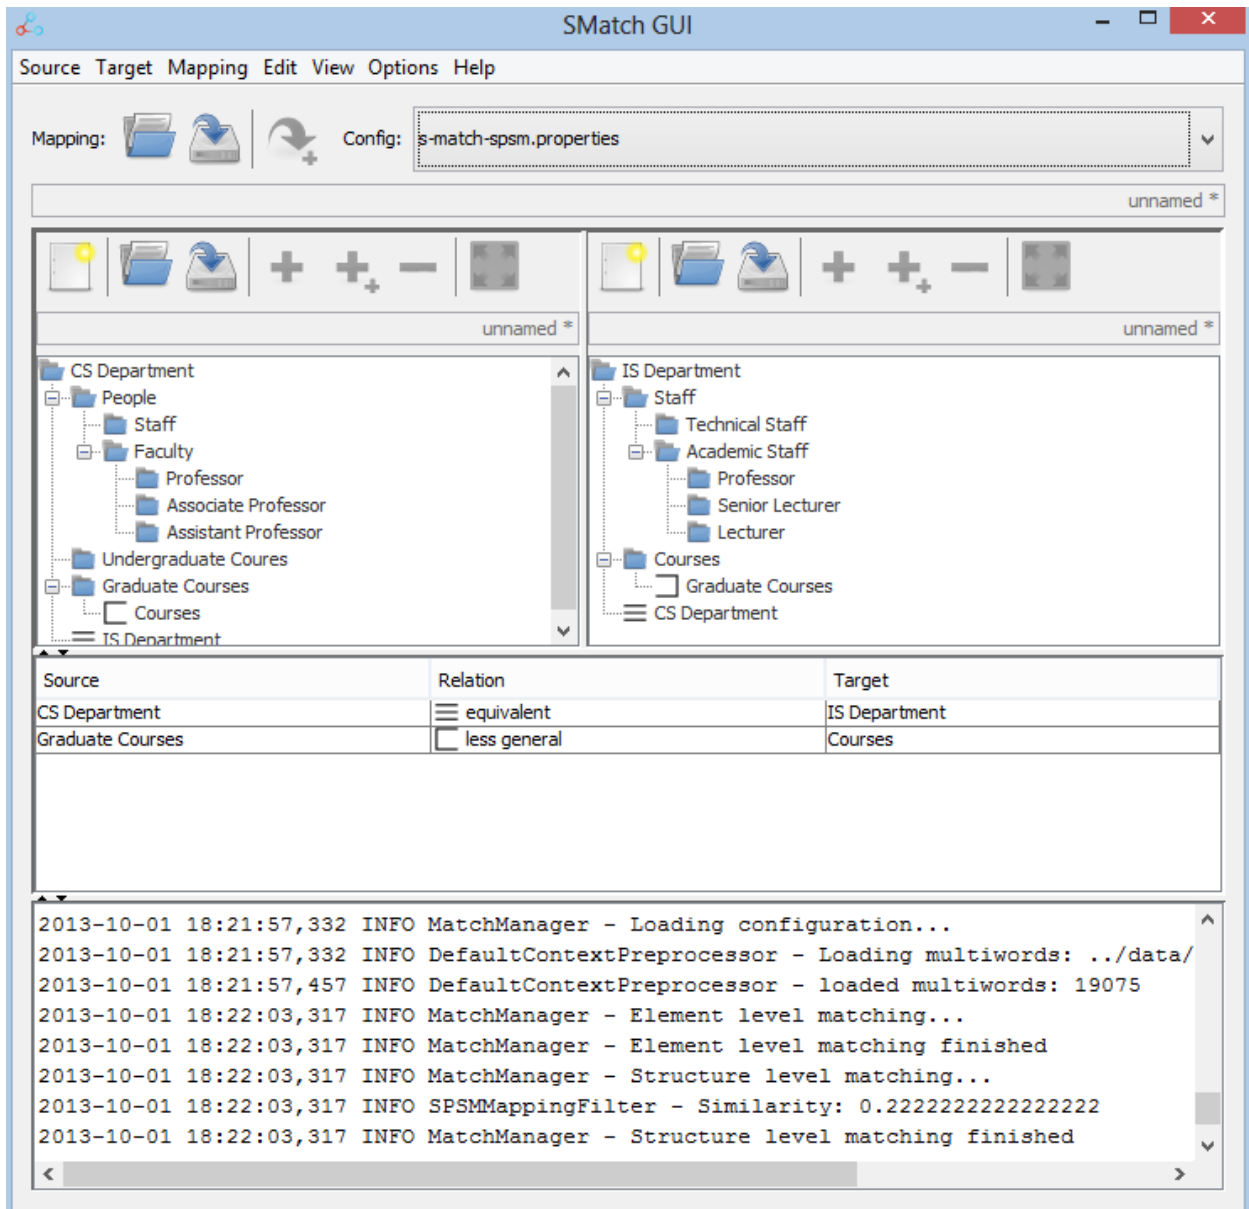 SMatch GUI
Source Target Mapping Edit View Options Help
Mapping: Config: s-match-spsm.properties
unnamed *
unnamed * unnamed *
CS Department
People
Staff
Faculty
Professor
Associate Professor
Assistant Professor
Undergraduate Coures
Graduate Courses
Courses
IS Department
IS Department
Staff
Technical Staff
Academic Staff
Professor
Senior Lecturer
Lecturer
Courses
Graduate Courses
CS Department
Source Relation Target
CS Department equivalent IS Department
Graduate Courses less general Courses
2013-10-01 18:21:57,332 INFO MatchManager - Loading configuration...
2013-10-01 18:21:57,332 INFO DefaultContextPreprocessor - Loading multiwords: ../data/
2013-10-01 18:21:57,457 INFO DefaultContextPreprocessor - loaded multiwords: 19075
2013-10-01 18:22:03,317 INFO MatchManager - Element level matching...
2013-10-01 18:22:03,317 INFO MatchManager - Element level matching finished
2013-10-01 18:22:03,317 INFO MatchManager - Structure level matching...
2013-10-01 18:22:03,317 INFO SPSMMappingFilter - Similarity: 0.2222222222222222
2013-10-01 18:22:03,317 INFO MatchManager - Structure level matching finished